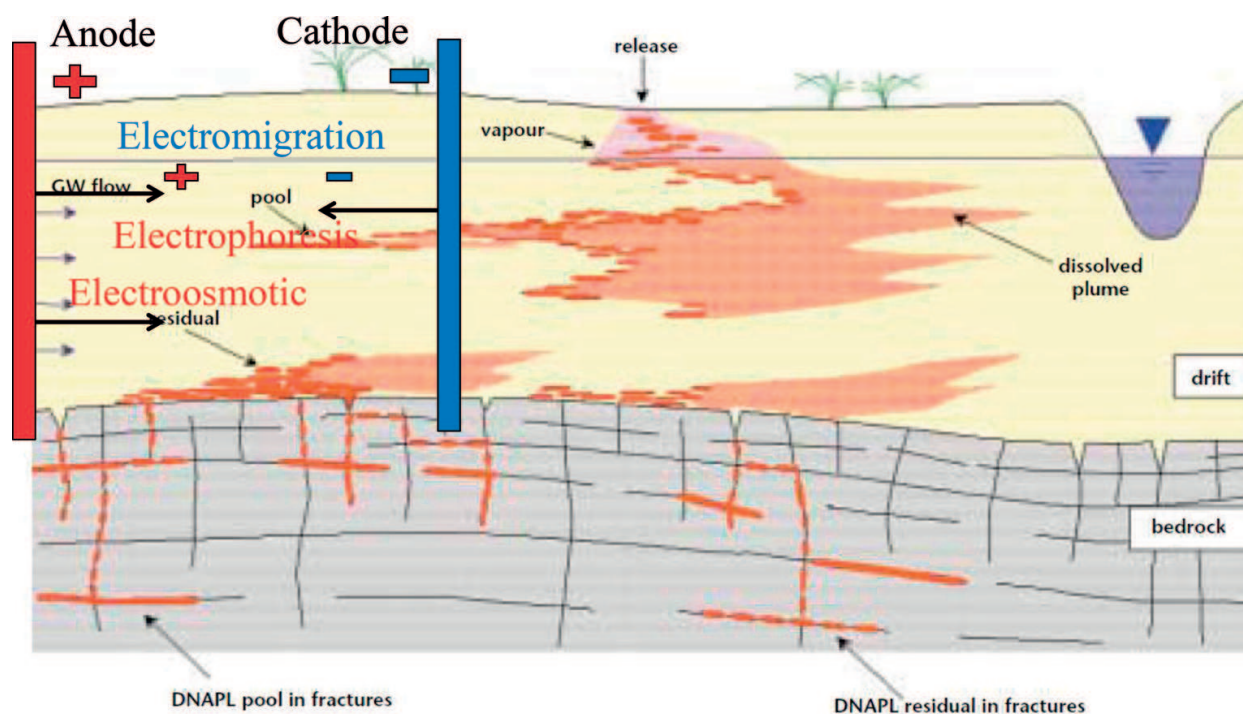 Anode
Cathode
release
vapour
Electromigration
GW flow
pool
Electrophoresis
dissolved
plume
Electroosmotic
residual
drift
bedrock
DNAPL pool in fractures
DNAPL residual in fractures